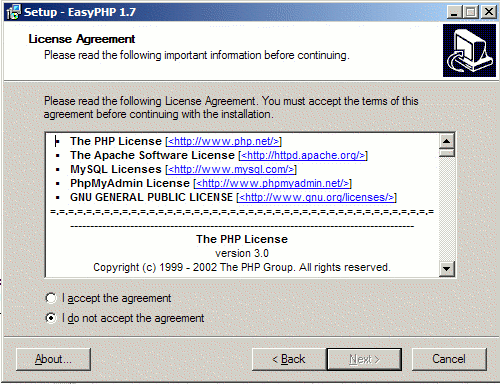 Setup - EasyPHP 1.7
License Agreement
Please read the following important information before continuing.
Please read the following License Agreement. You must accept the terms of this
agreement before continuing with the installation.
▪ The PHP License [<http://www.php.net/>]
▪ The Apache Software License [<http://httpd.apache.org/>]
▪ MySQL Licenses [<http://www.mysql.com/>]
▪ PhpMyAdmin License [<http://www.phpmyadmin.net/>]
▪ GNU GENERAL PUBLIC LICENSE [<http://www.gnu.org/licenses/>]
=-=-=-=-=-=-=-=-=-=-=-=-=-=-=-=-=-=-=-=-=-=-=-=-=-=-=-=-=-=-=
--------------------------------------------------------------------------------
The PHP License
version 3.0
Copyright (c) 1999 - 2002 The PHP Group. All rights reserved.
I accept the agreement
I do not accept the agreement
About...
< Back
Next >
Cancel